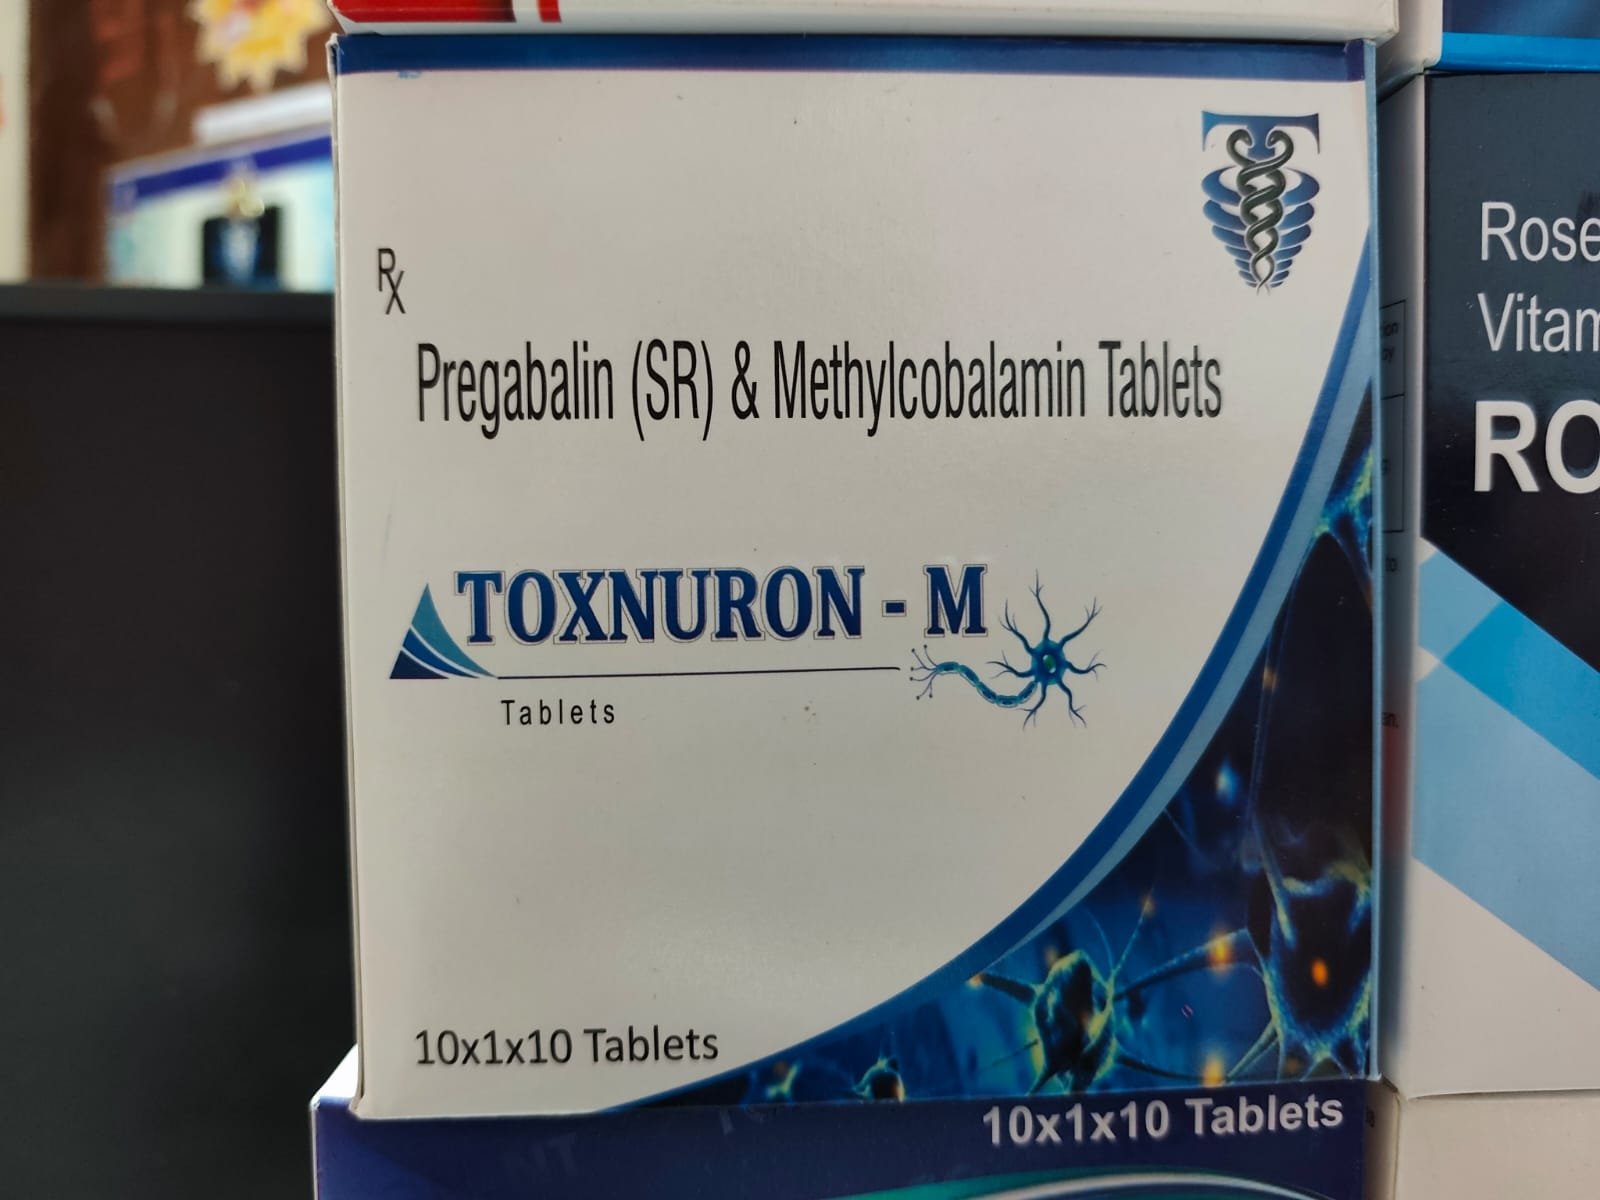 Rx
Pregabalin (SR) & Methylcobalamin Tablets
TOXNURON - M
Tablets
10x1x10 Tablets
10x1x10 Tablets
Rose
Vitam
RO